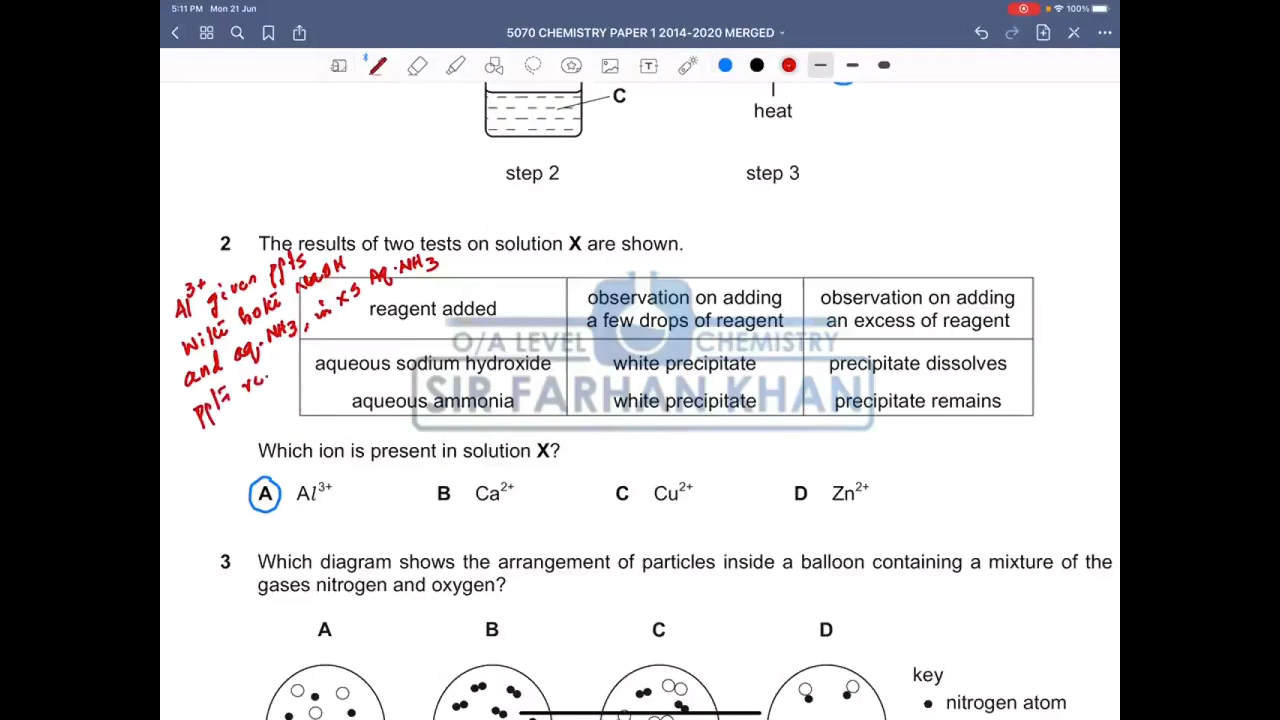 5:11 PM Mon 21 Jun
100%
5070 CHEMISTRY PAPER 1 2014-2020 MERGED
T
C
heat
step 2
step 3
2 The results of two tests on solution X are shown.
Al3+ given ppts
with both NaOH
and aq. NH3, in xs Aq. NH3
ppt
reagent added
observation on adding
a few drops of reagent
observation on adding
an excess of reagent
aqueous sodium hydroxide white precipitate precipitate dissolves
aqueous ammonia white precipitate precipitate remains
O/A LEVEL CHEMISTRY
SIR FARHAN KHAN
Which ion is present in solution X?
A Al3+ B Ca2+ C Cu2+ D Zn2+
3 Which diagram shows the arrangement of particles inside a balloon containing a mixture of the
gases nitrogen and oxygen?
A B C D
key
nitrogen atom